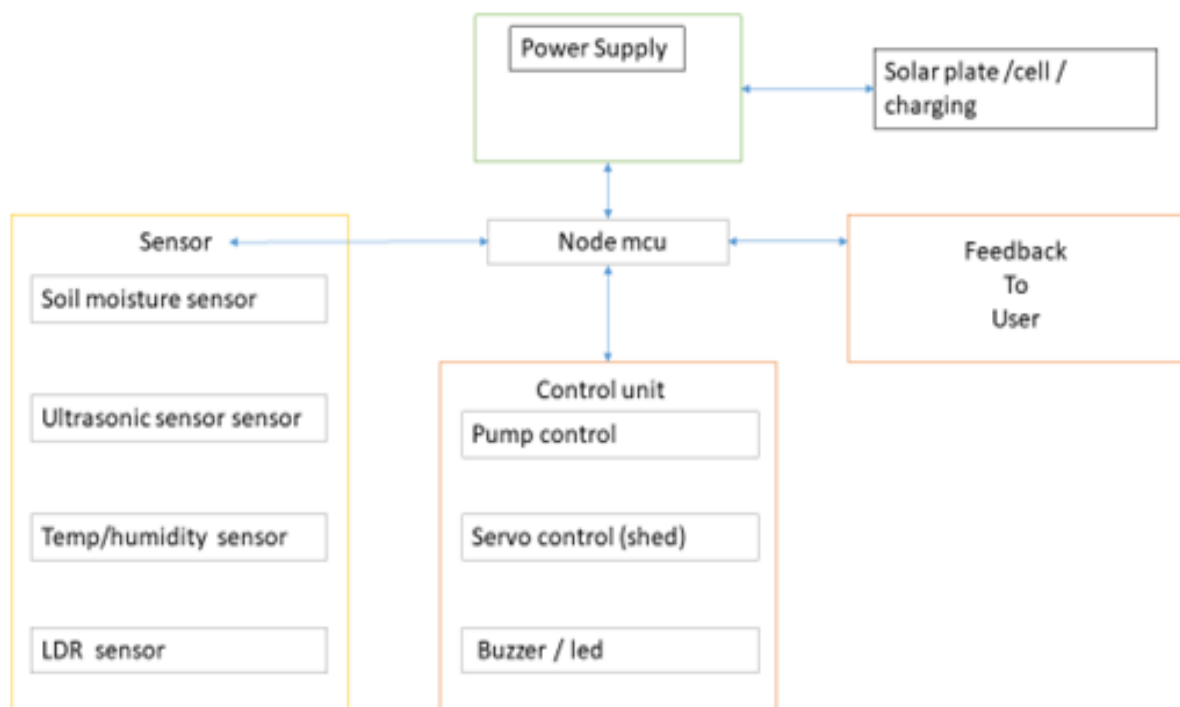 Power Supply
Solar plate /cell /
charging
Sensor
Node mcu
Feedback
To
User
Soil moisture sensor
Ultrasonic sensor sensor
Temp/humidity sensor
LDR sensor
Control unit
Pump control
Servo control (shed)
Buzzer / led